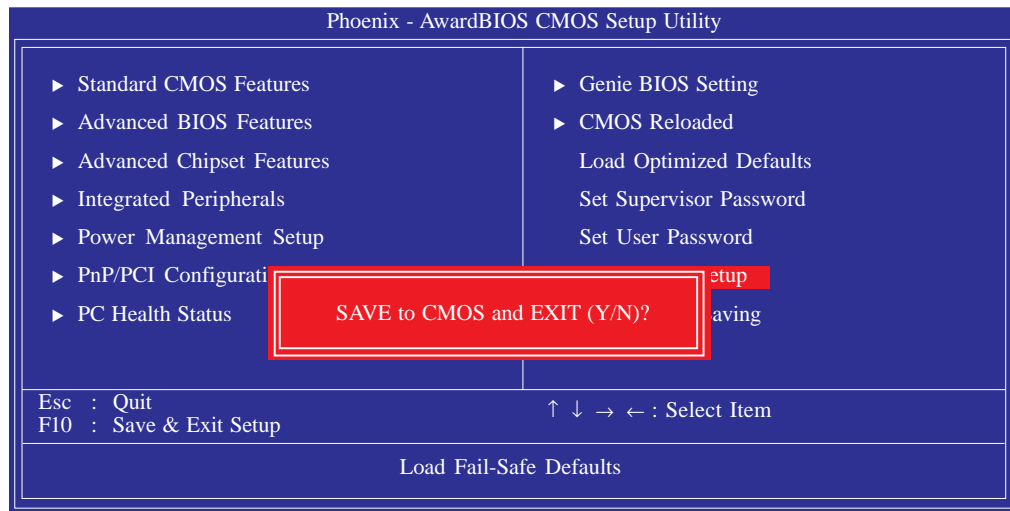 Phoenix - AwardBIOS CMOS Setup Utility
▶ Standard CMOS Features
▶ Advanced BIOS Features
▶ Advanced Chipset Features
▶ Integrated Peripherals
▶ Power Management Setup
▶ PnP/PCI Configurati
▶ PC Health Status
▶ Genie BIOS Setting
▶ CMOS Reloaded
Load Optimized Defaults
Set Supervisor Password
Set User Password
etup
aving
SAVE to CMOS and EXIT (Y/N)?
Esc : Quit
F10 : Save & Exit Setup
↑ ↓ → ← : Select Item
Load Fail-Safe Defaults